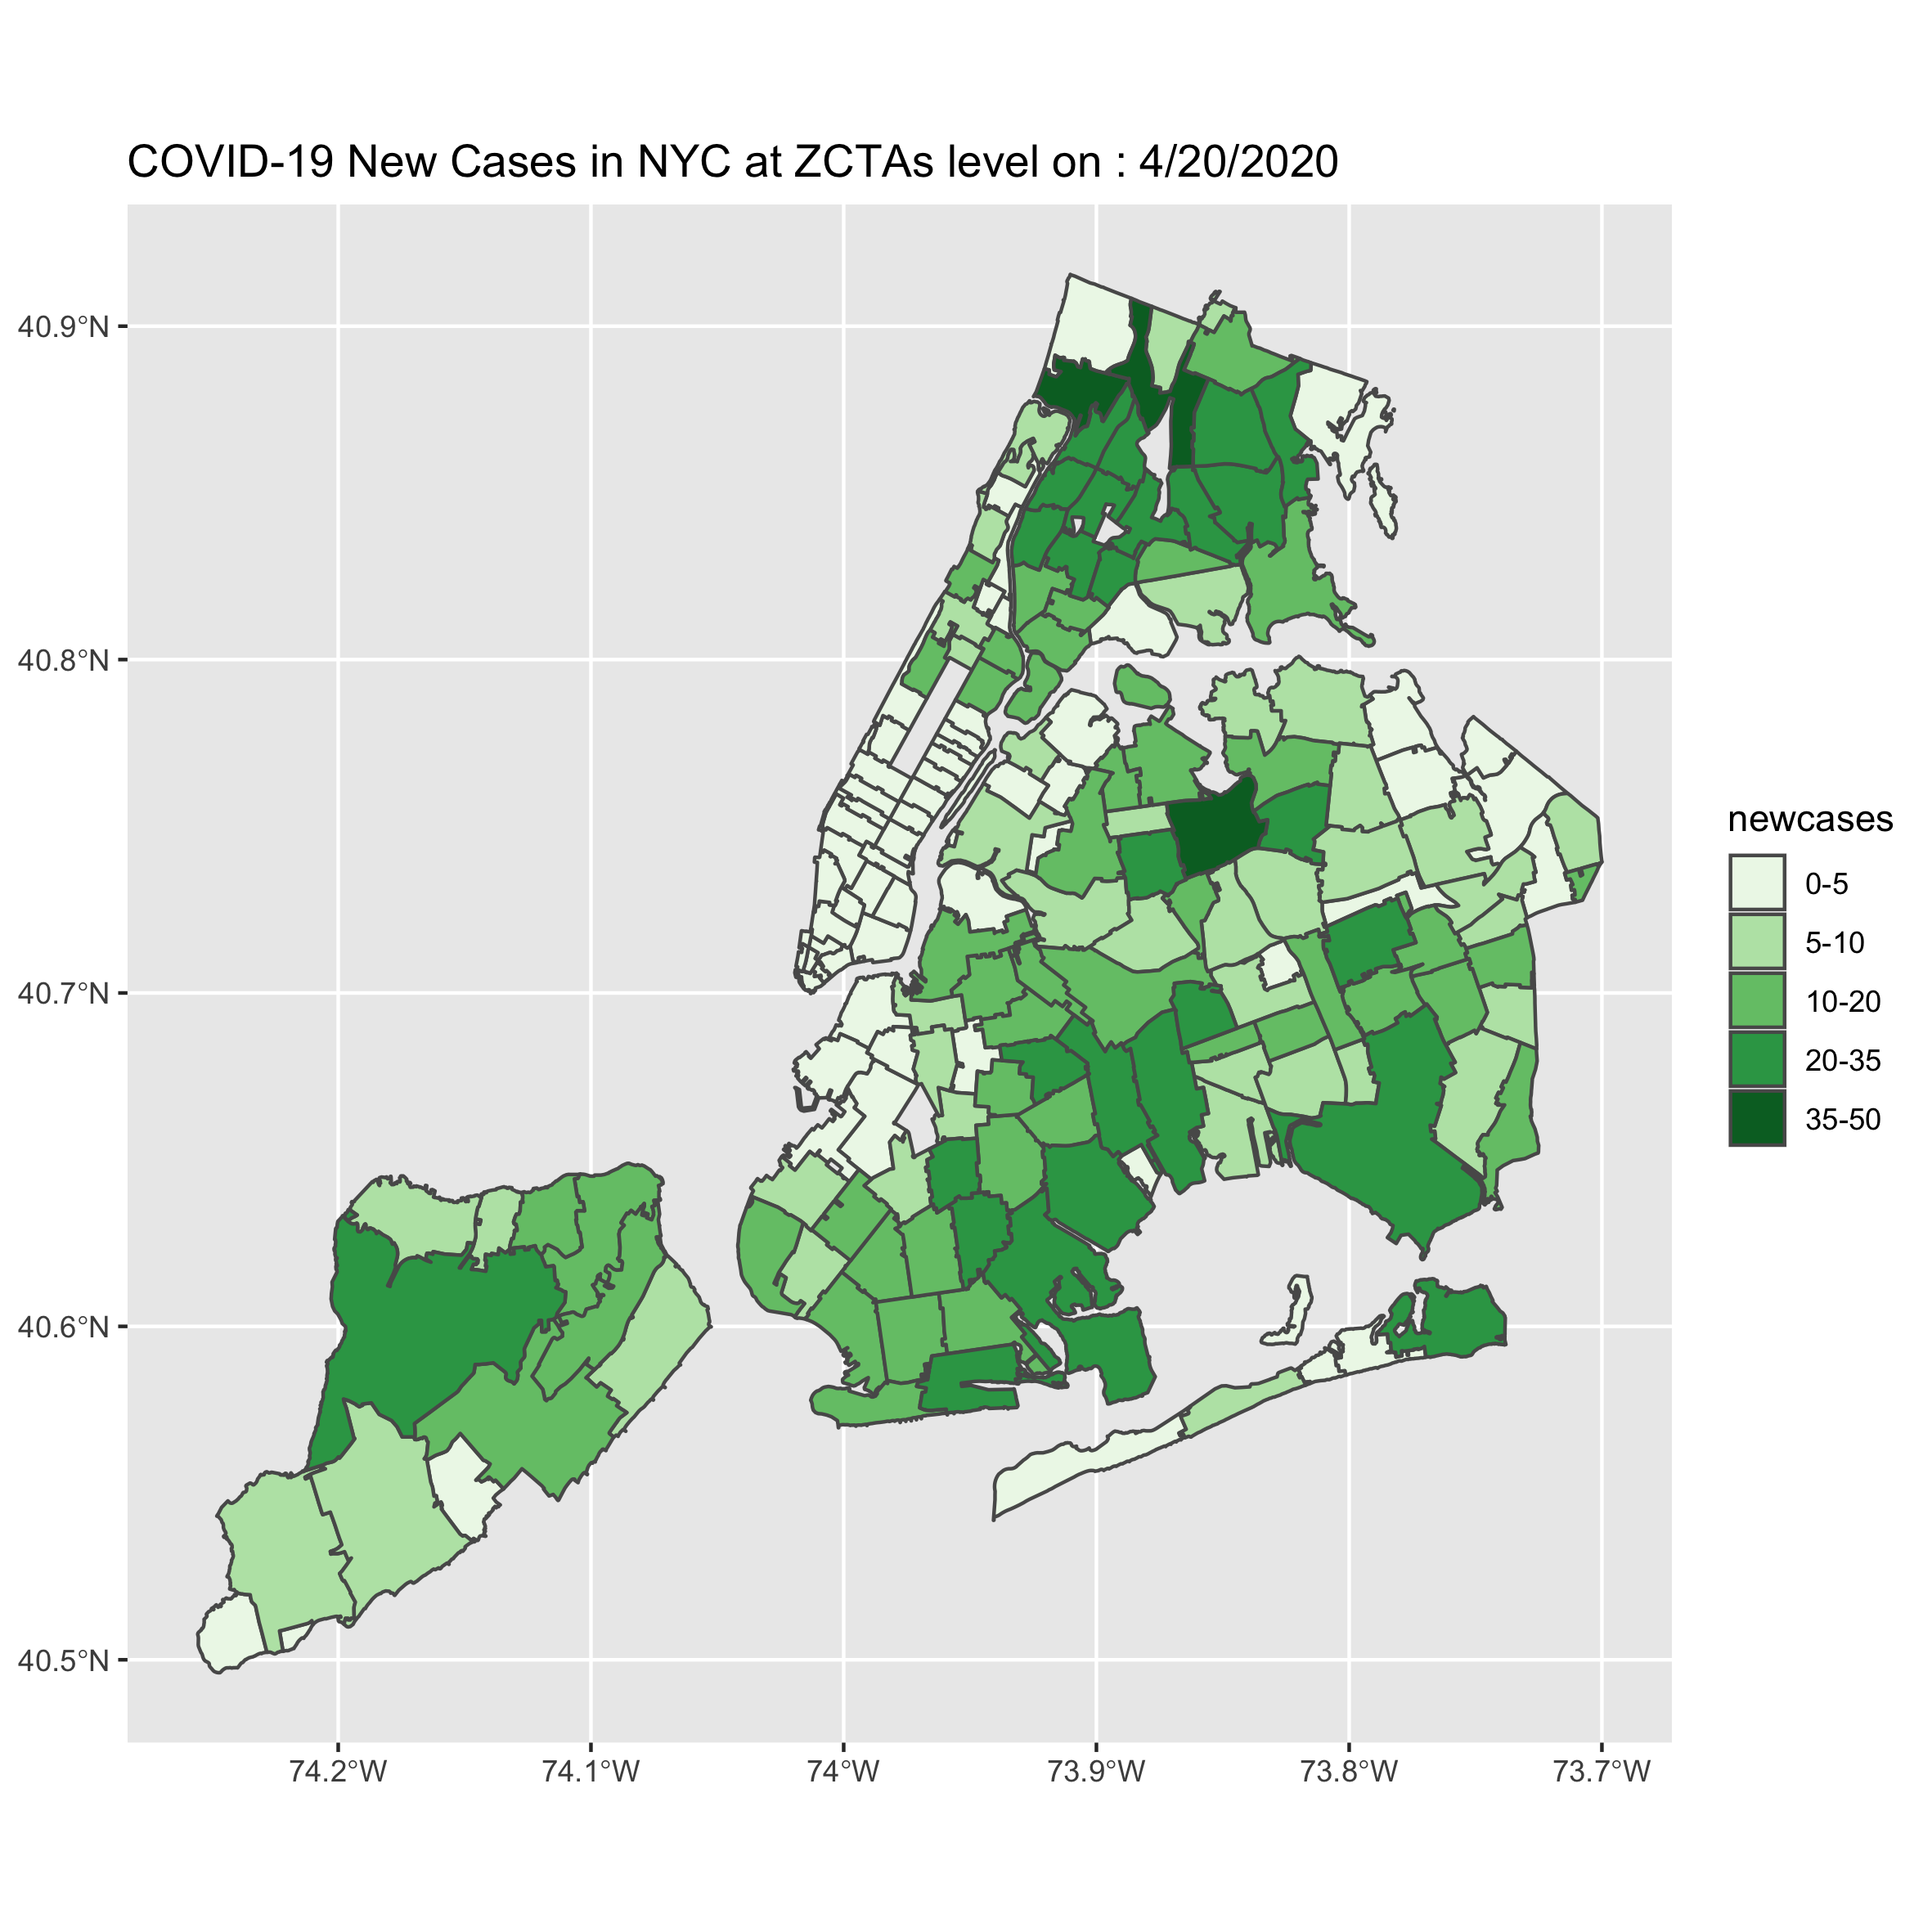 COVID-19 New Cases in NYC at ZCTAs level on : 4/20/2020
40.9°N
40.8°N
40.7°N
40.6°N
40.5°N
74.2°W
74.1°W
74°W
73.9°W
73.8°W
73.7°W
newcases
0-5
5-10
10-20
20-35
35-50